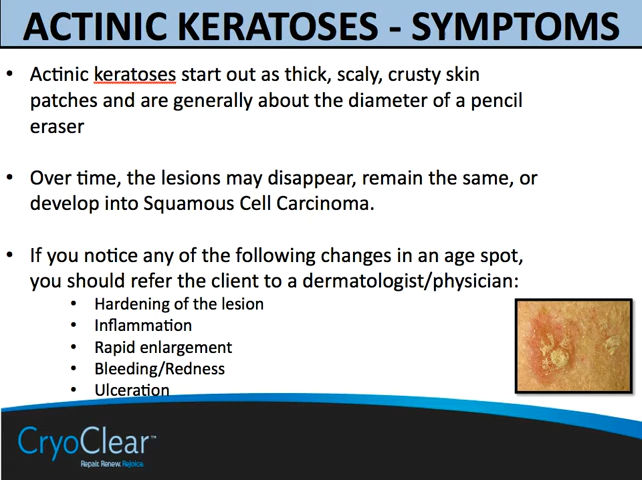 ACTINIC KERATOSES - SYMPTOMS
• Actinic keratoses start out as thick, scaly, crusty skin
patches and are generally about the diameter of a pencil
eraser
• Over time, the lesions may disappear, remain the same, or
develop into Squamous Cell Carcinoma.
• If you notice any of the following changes in an age spot,
you should refer the client to a dermatologist/physician:
• Hardening of the lesion
• Inflammation
• Rapid enlargement
• Bleeding/Redness
• Ulceration
CryoClear™
Repair. Renew. Rejoice.